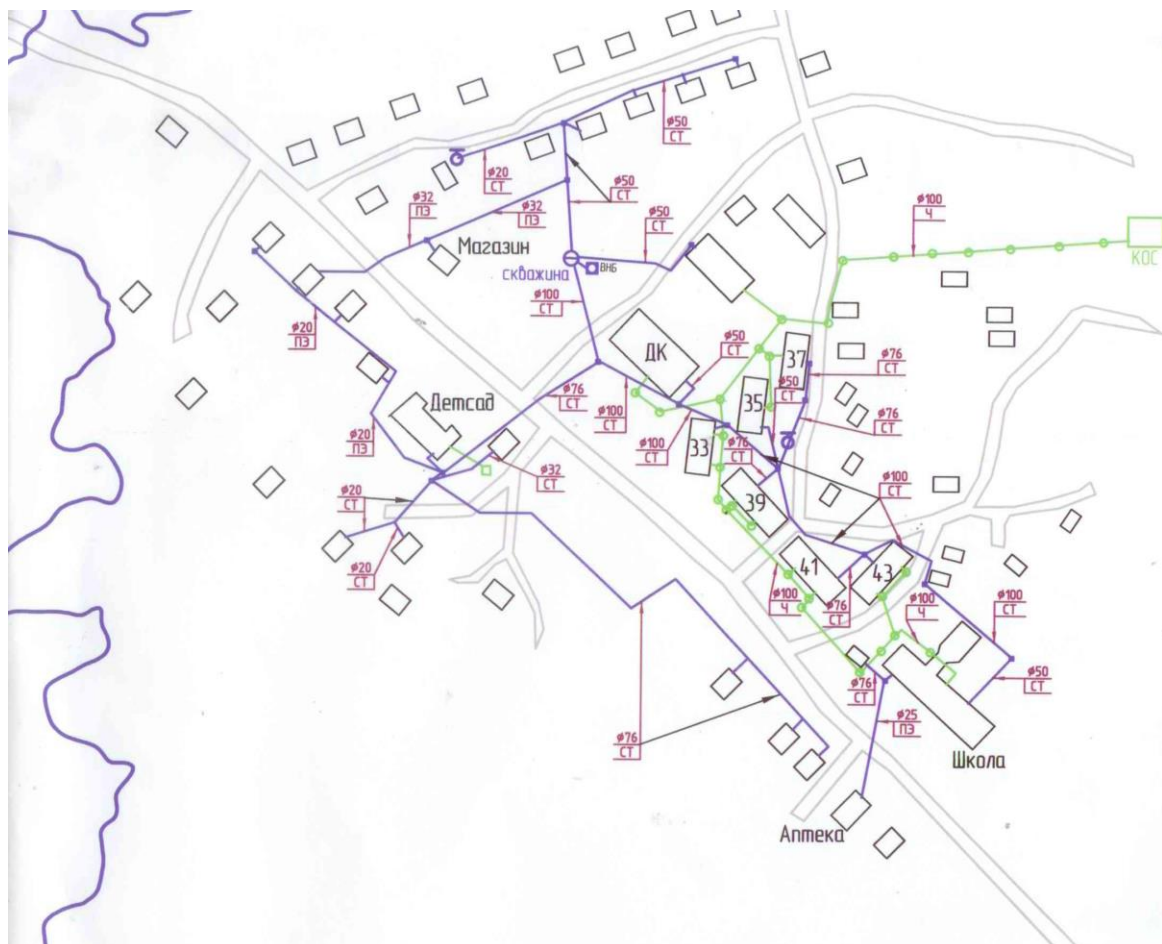 ø50
СТ
ø20
СТ
ø50
СТ
ø32
ПЭ
ø32
ПЭ
ø50
СТ
ø100
Ч
Магазин
КОС
скважина
ВНБ
ø100
СТ
ø20
ПЭ
ø50
СТ
ДК
37
ø76
СТ
ø76
СТ
ø50
СТ
Детсад
ø100
СТ
35
ø76
СТ
ø20
ПЭ
ø100
СТ
33
ø76
СТ
ø32
СТ
ø100
СТ
ø20
СТ
39
ø20
СТ
41
43
ø100
Ч
ø76
СТ
ø100
Ч
ø100
СТ
ø76
СТ
ø50
СТ
ø25
ПЭ
ø76
СТ
Школа
Аптека